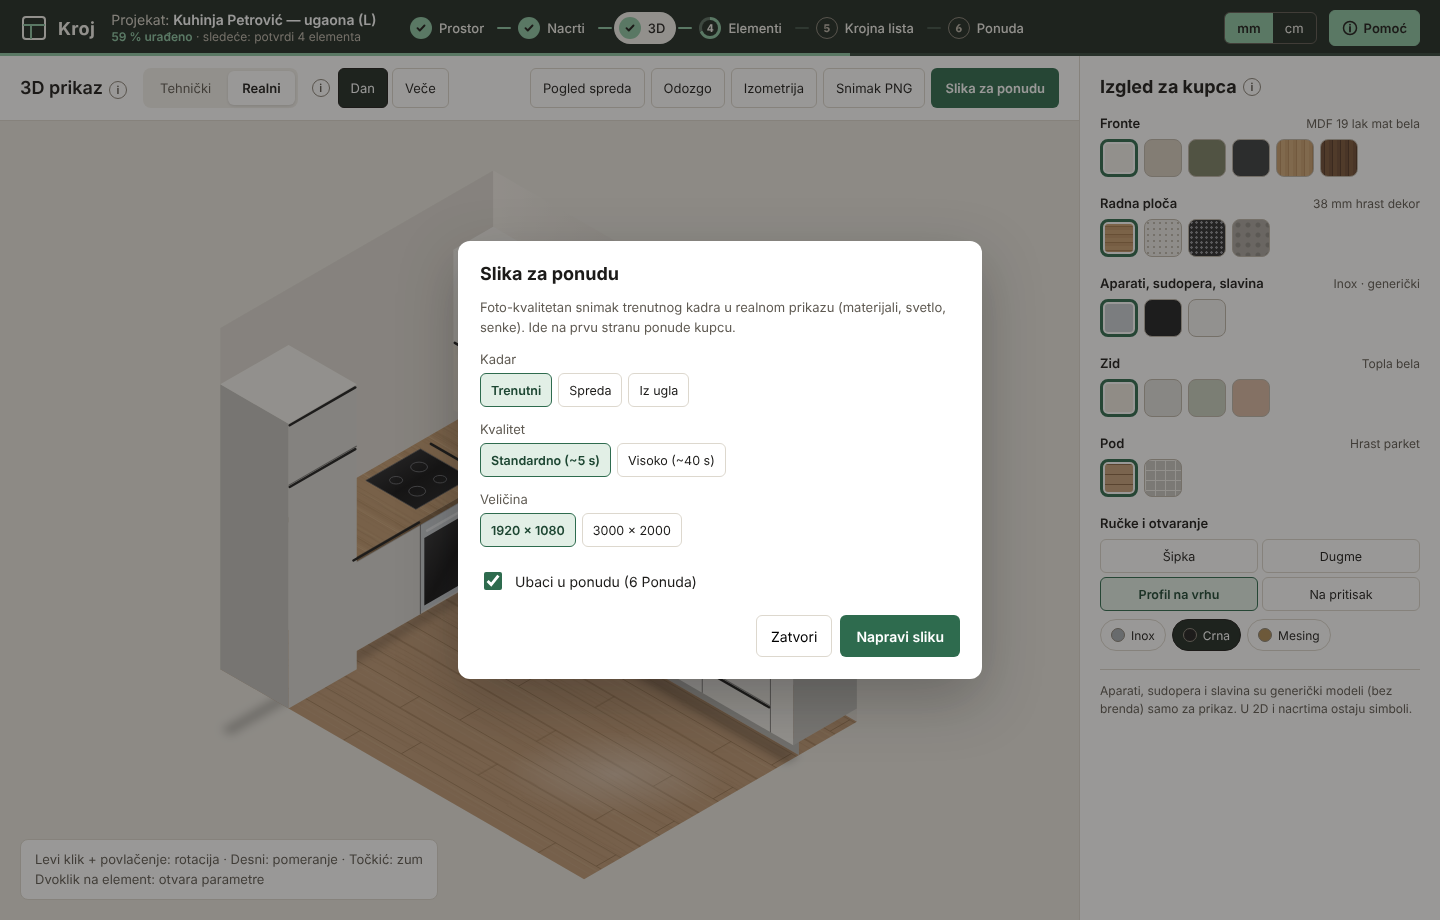 Kroj
Projekat: Kuhinja Petrović — ugaona (L)
59 % urađeno · sledeće: potvrdi 4 elementa
Prostor
Nacrti
3D
4 Elementi
5 Krojna lista
6 Ponuda
mm cm
Pomoć
3D prikaz
Tehnički Realni
Dan Veče
Pogled spreda
Odozgo
Izometrija
Snimak PNG
Slika za ponudu
Slika za ponudu
Foto-kvalitetan snimak trenutnog kadra u realnom prikazu (materijali, svetlo,
senke). Ide na prvu stranu ponude kupcu.
Kadar
Trenutni Spreda Iz ugla
Kvalitet
Standardno (~5 s) Visoko (~40 s)
Veličina
1920 × 1080 3000 × 2000
Ubaci u ponudu (6 Ponuda)
Zatvori Napravi sliku
Levi klik + povlačenje: rotacija · Desni: pomeranje · Točkić: zum
Dvoklik na element: otvara parametre
Izgled za kupca
Fronte MDF 19 lak mat bela
Radna ploča 38 mm hrast dekor
Aparati, sudopera, slavina Inox · generički
Zid Topla bela
Pod Hrast parket
Ručke i otvaranje
Šipka Dugme
Profil na vrhu Na pritisak
Inox Crna Mesing
Aparati, sudopera i slavina su generički modeli (bez
brenda) samo za prikaz. U 2D i nacrtima ostaju simboli.